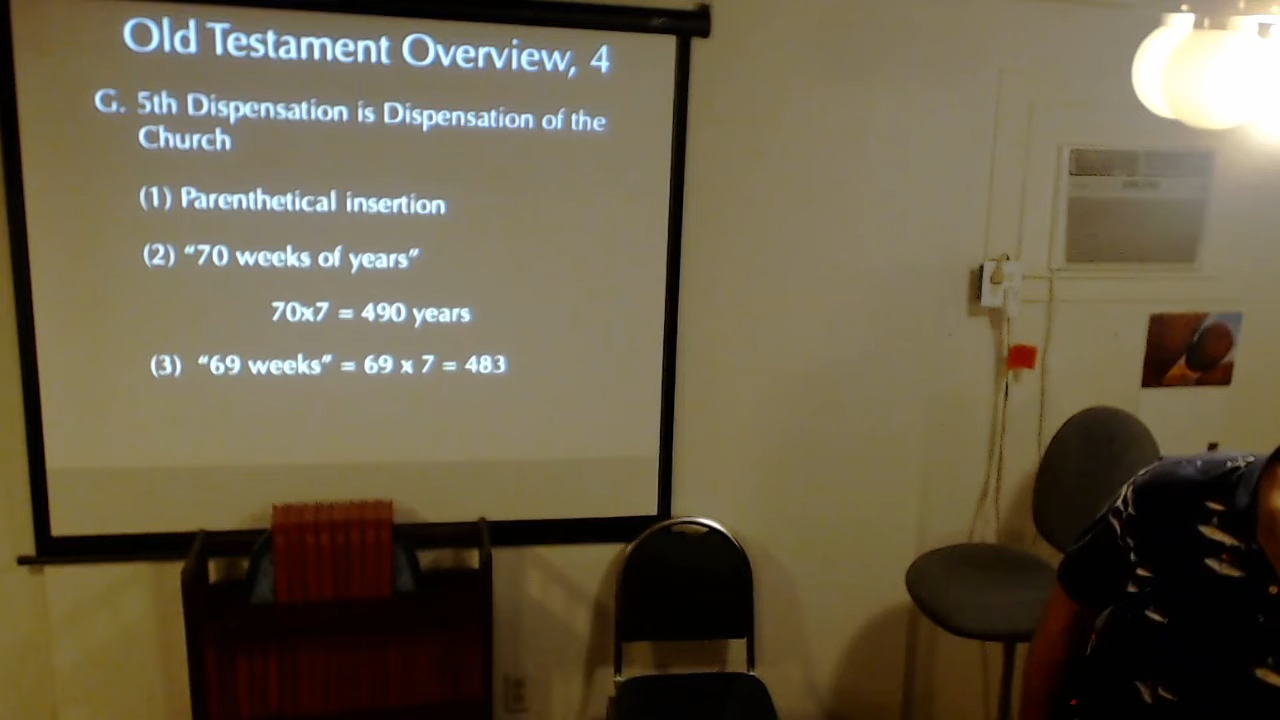 Old Testament Overview, 4
G. 5th Dispensation is Dispensation of the
Church
(1) Parenthetical insertion
(2) “70 weeks of years”
70x7 = 490 years
(3) “69 weeks” = 69 x 7 = 483